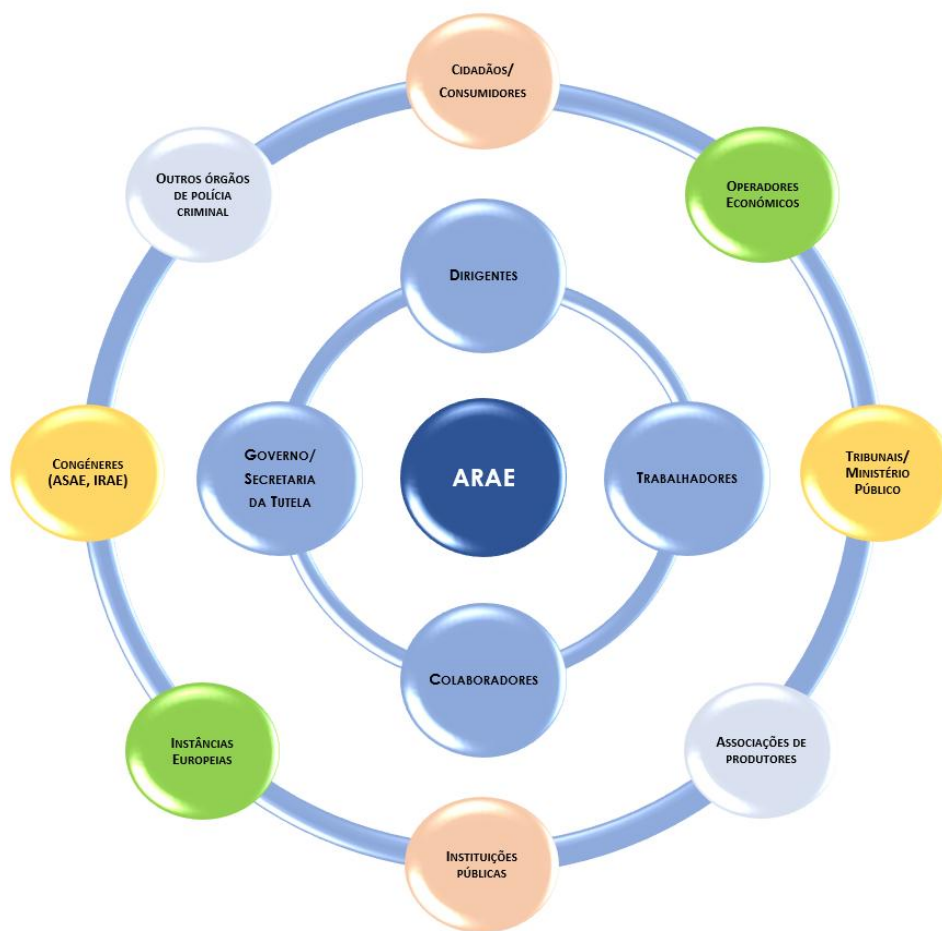 CIDADÃOS/
CONSUMIDORES
OUTROS ÓRGÃOS
DE POLÍCIA
CRIMINAL
OPERADORES
ECONÓMICOS
DIRIGENTES
CONGÉNERES
(ASAE, IRAE)
GOVERNO/
SECRETARIA
DA TUTELA
ARAE
TRABALHADORES
TRIBUNAIS/
MINISTÉRIO
PÚBLICO
COLABORADORES
INSTÂNCIAS
EUROPEIAS
ASSOCIAÇÕES DE
PRODUTORES
INSTITUIÇÕES
PÚBLICAS